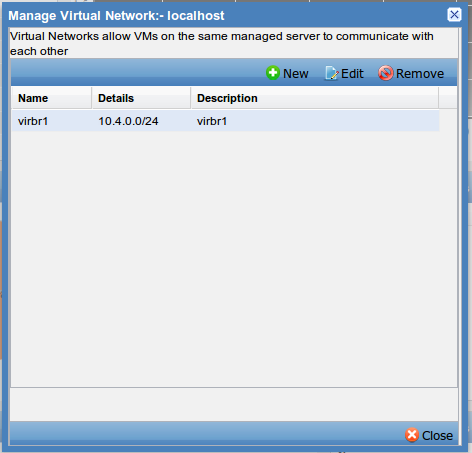 Manage Virtual Network:- localhost
Virtual Networks allow VMs on the same managed server to communicate with
each other
New Edit Remove
Name Details Description
virbr1 10.4.0.0/24 virbr1
Close